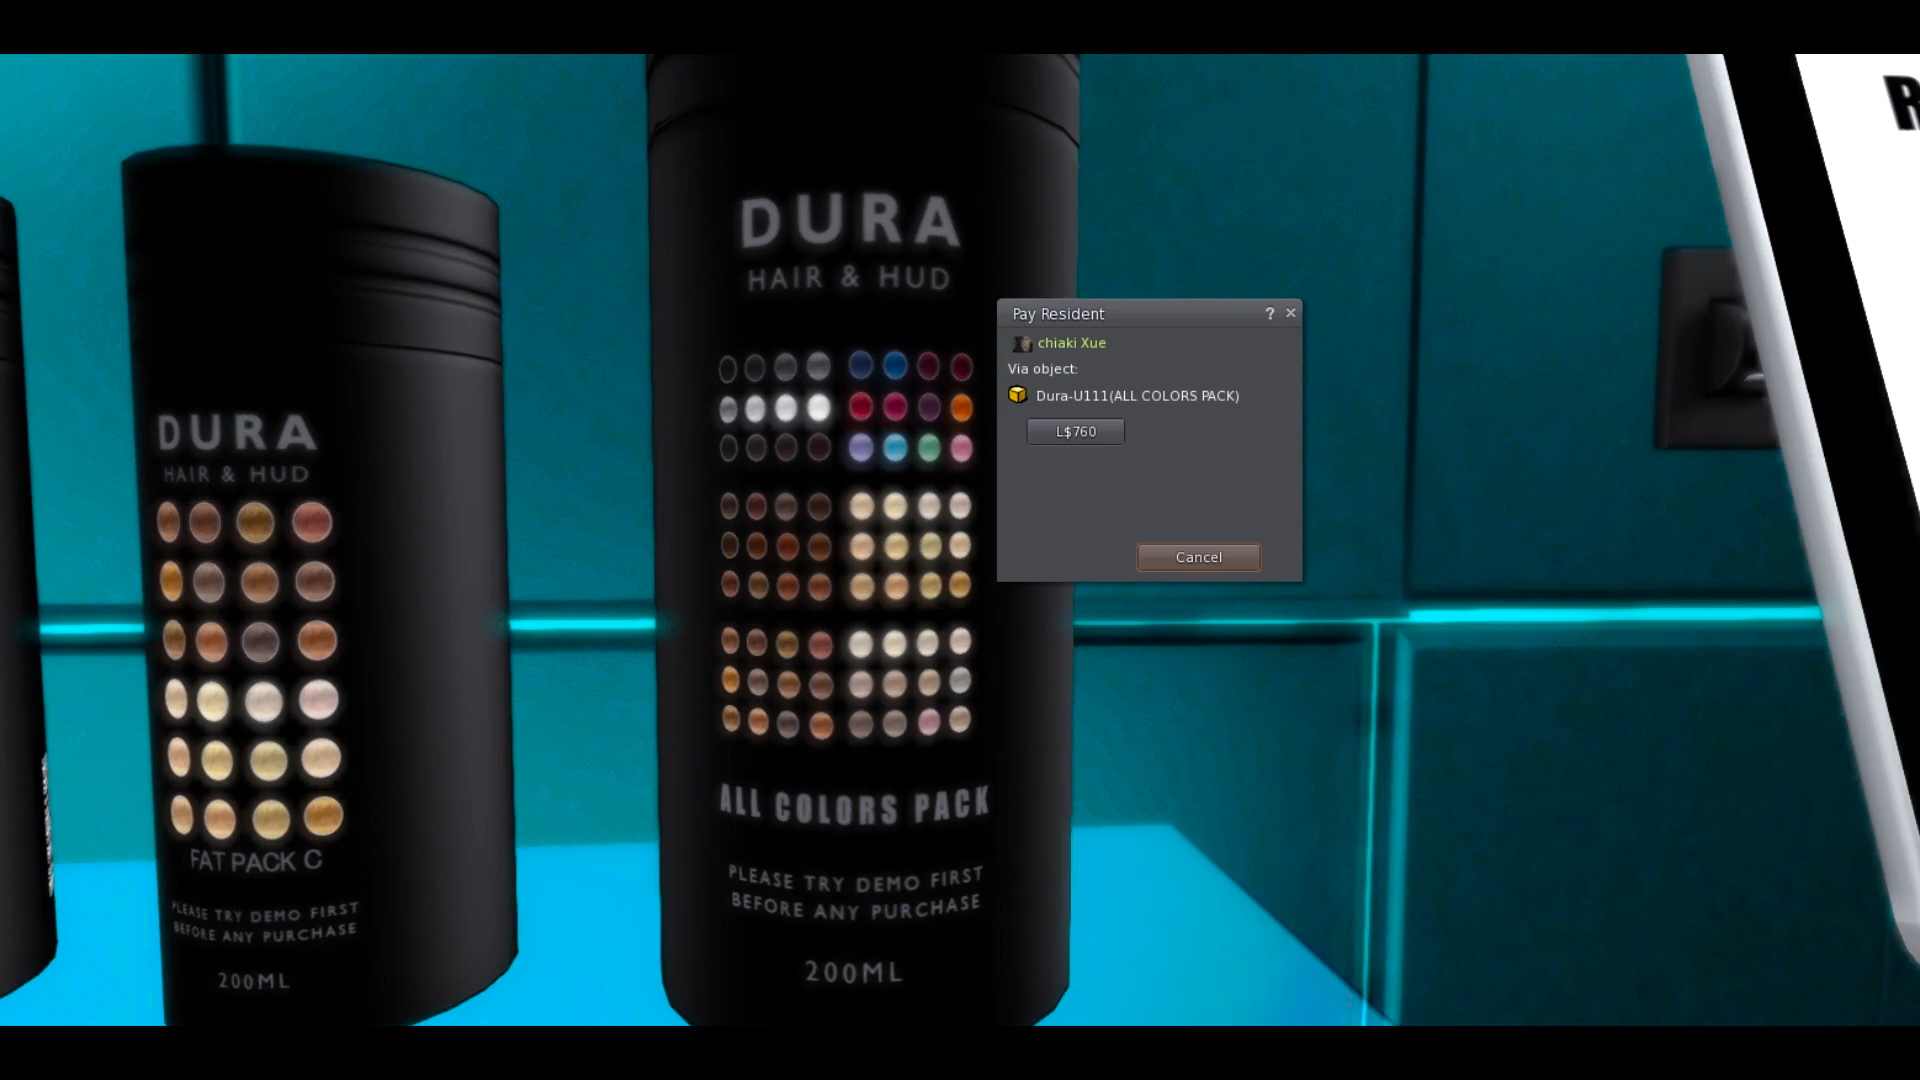 DURA
HAIR & HUD
FAT PACK C
PLEASE TRY DEMO FIRST
BEFORE ANY PURCHASE
200ML
DURA
HAIR & HUD
ALL COLORS PACK
PLEASE TRY DEMO FIRST
BEFORE ANY PURCHASE
200ML
Pay Resident
?
chiaki Xue
Via object:
Dura-U111(ALL COLORS PACK)
L$760
Cancel
R